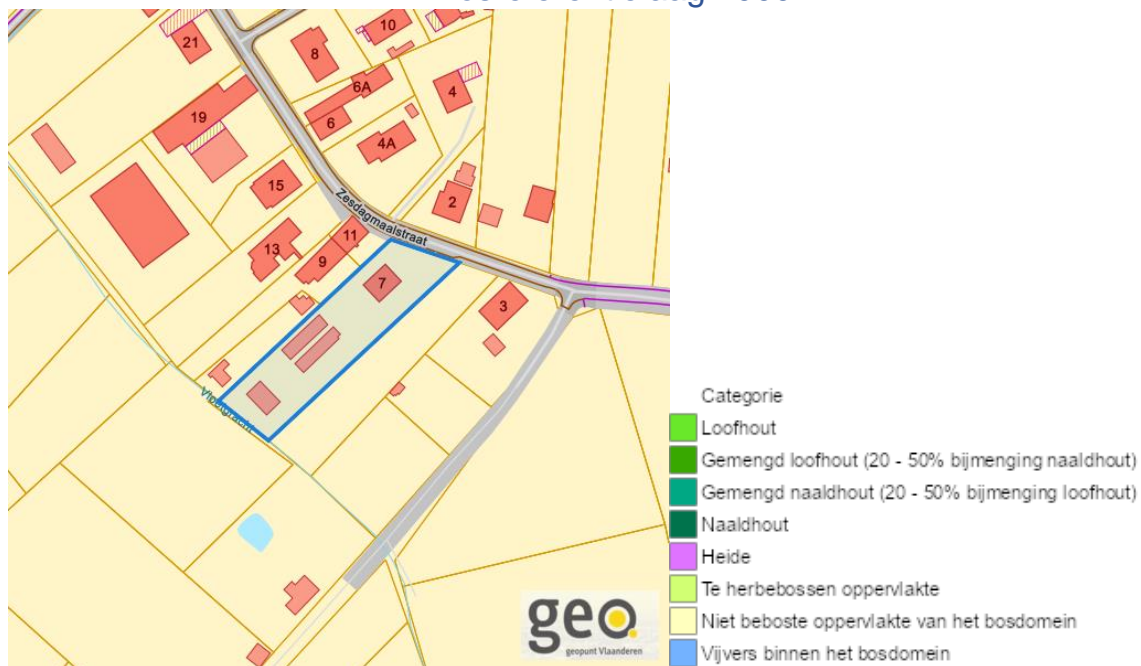 21
10
8
6A
4
19
6
4A
15
Zesdagmaalstraat
2
11
13
9
7
3
Categorie
Loofhout
Gemengd loofhout (20 - 50% bijmenging naaldhout)
Gemengd naaldhout (20 - 50% bijmenging loofhout)
Naaldhout
Heide
Te herbebossen oppervlakte
Niet beboste oppervlakte van het bosdomein
Vijvers binnen het bosdomein
geo.
geopunt Vlaanderen